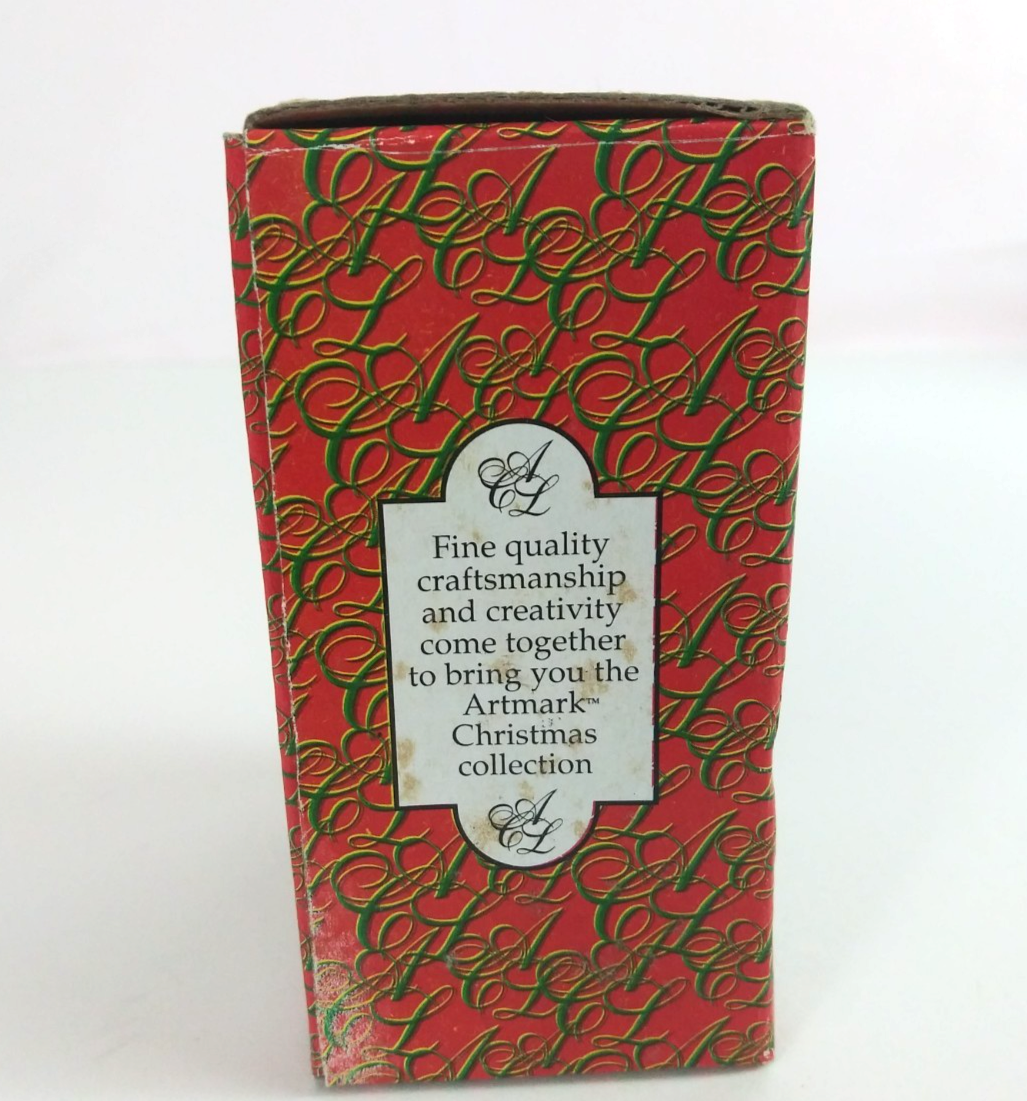 Fine quality
craftsmanship
and creativity
come together
to bring you the
Artmark™
Christmas
collection